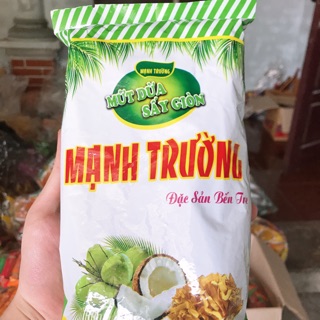 MẠNH TRƯỜNG
MỨT DỪA
SẤY GIÒN
MẠNH TRƯỜNG
Đặc Sản Bến Tre